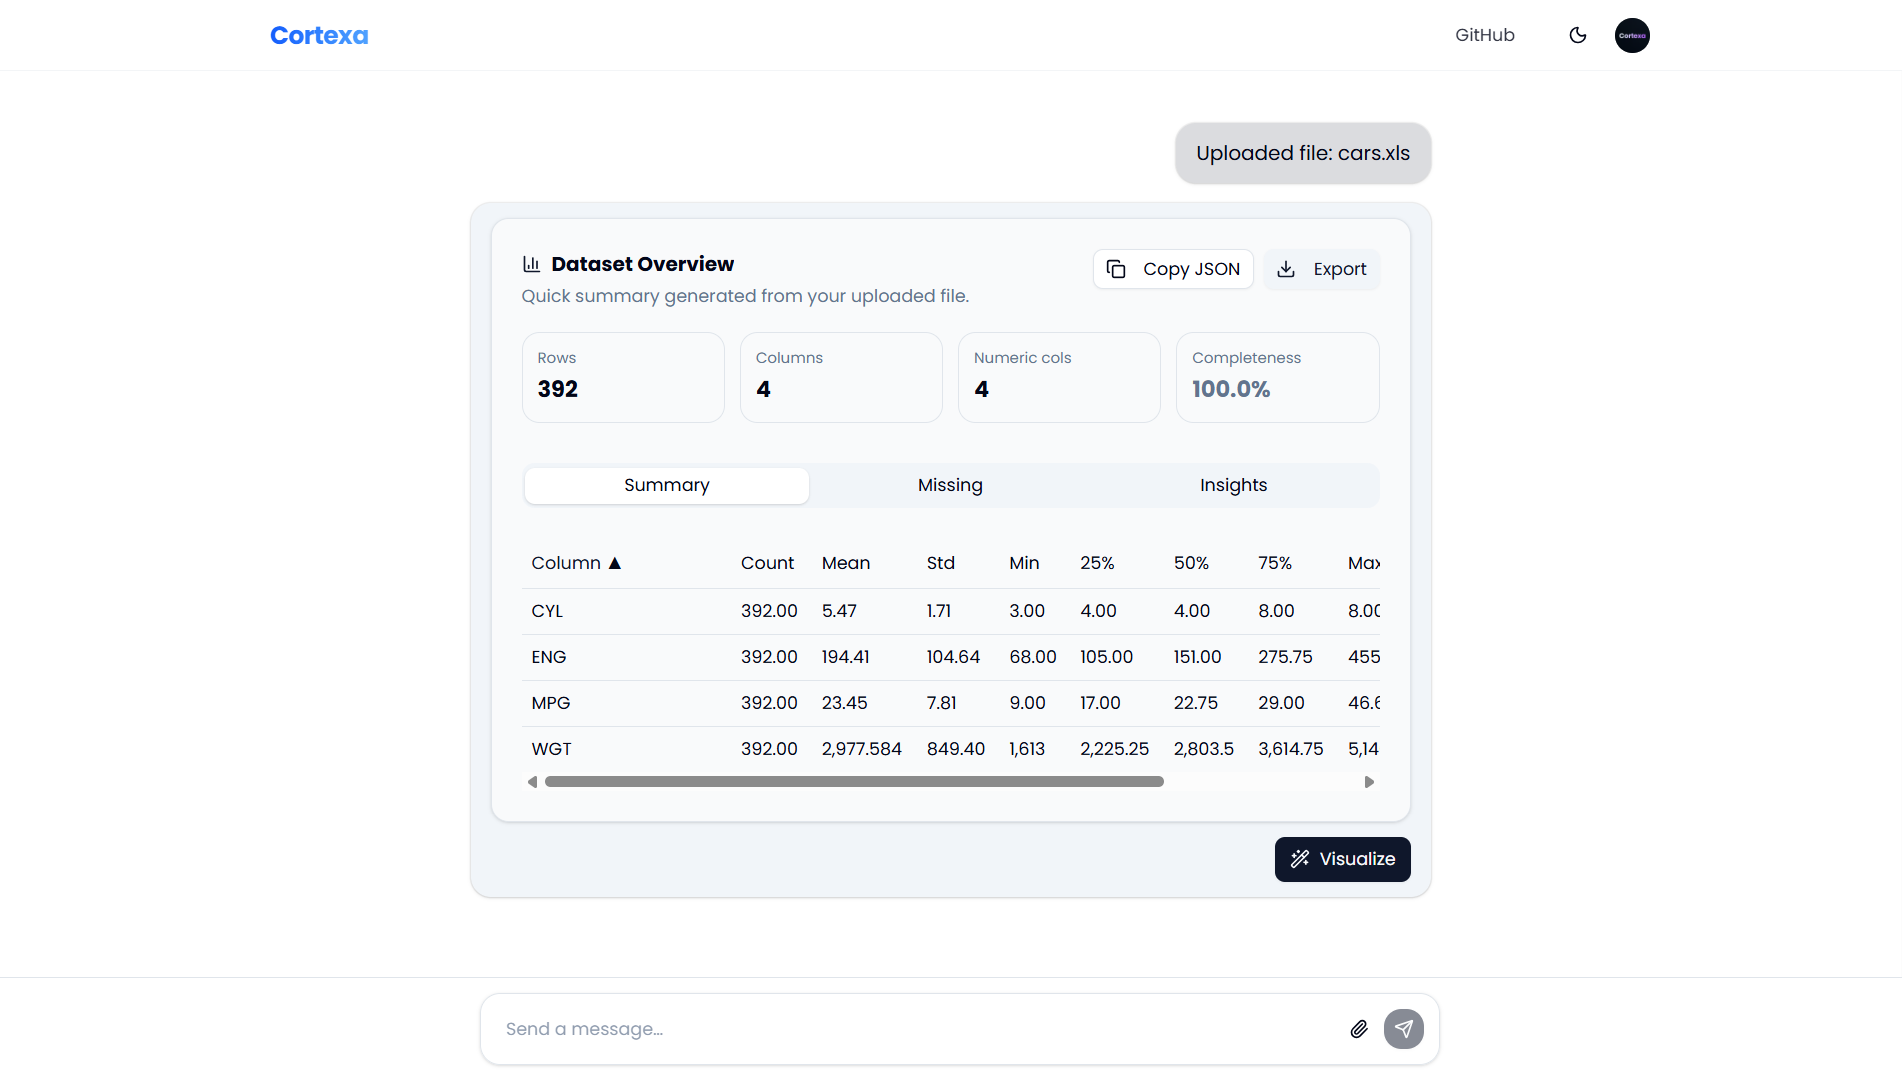 Cortexa
GitHub
Cortexa
Uploaded file: cars.xls
Dataset Overview
Copy JSON
Export
Quick summary generated from your uploaded file.
Rows Columns Numeric cols Completeness
392 4 4 100.0%
Summary Missing Insights
Column ▲ Count Mean Std Min 25% 50% 75% Max
CYL 392.00 5.47 1.71 3.00 4.00 4.00 8.00 8.00
ENG 392.00 194.41 104.64 68.00 105.00 151.00 275.75 455
MPG 392.00 23.45 7.81 9.00 17.00 22.75 29.00 46.6
WGT 392.00 2,977.584 849.40 1,613 2,225.25 2,803.5 3,614.75 5,14
Visualize
Send a message...